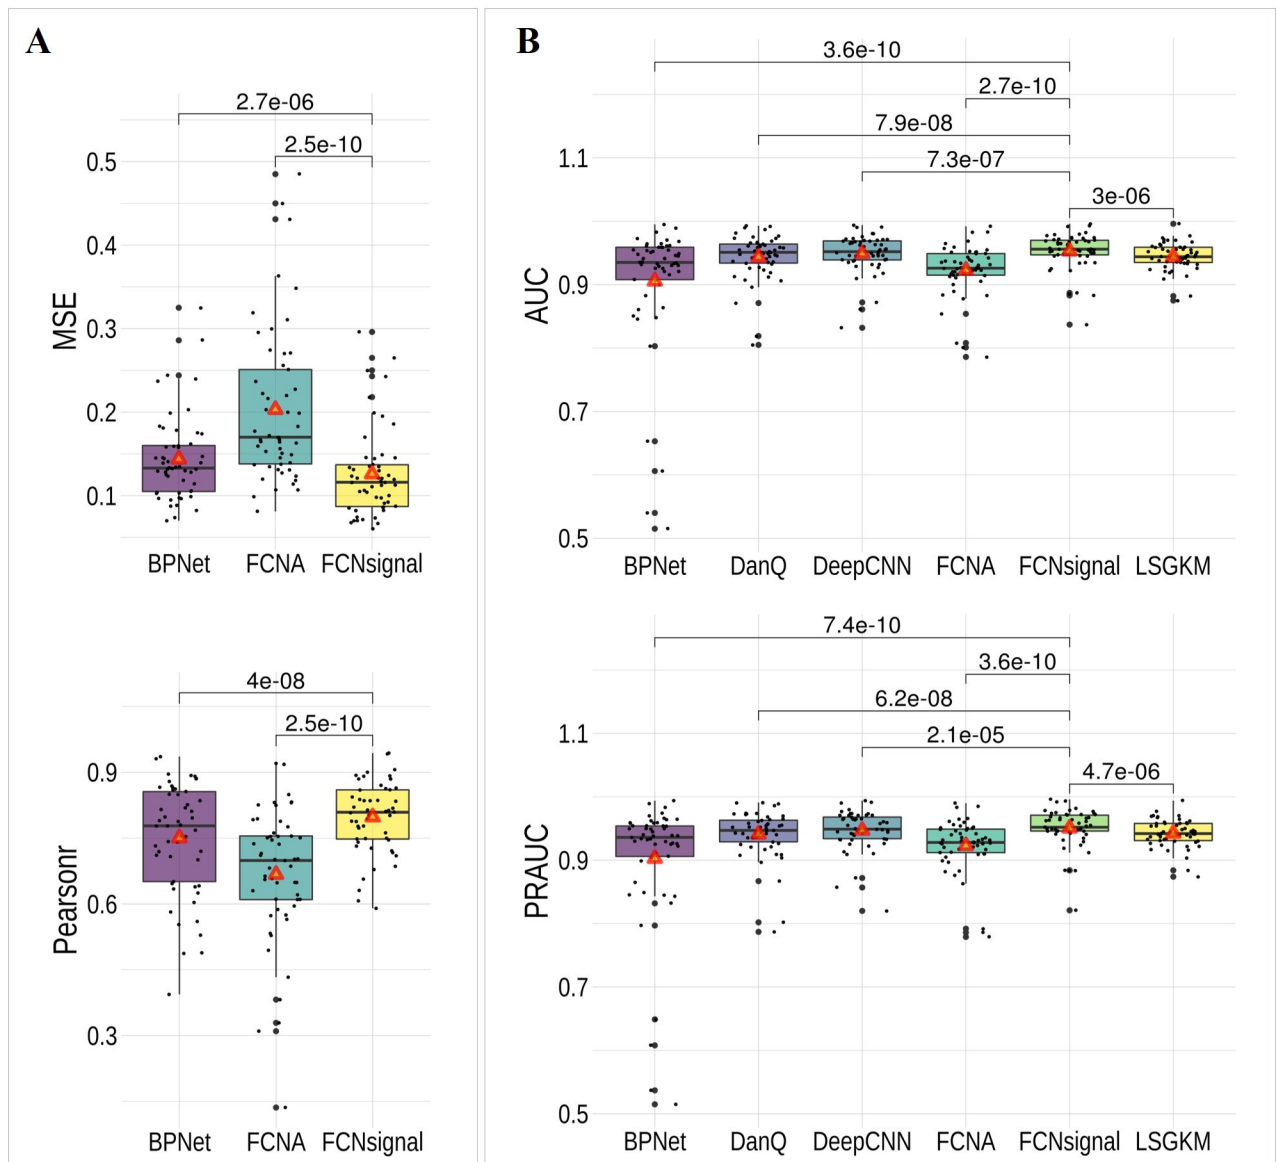 A
2.7e-06
2.5e-10
0.5
0.4
0.3
0.2
0.1
MSE
BPNet FCNA FCNsignal
4e-08
2.5e-10
0.9
0.6
0.3
Pearsonr
BPNet FCNA FCNsignal
B
3.6e-10
2.7e-10
7.9e-08
7.3e-07
3e-06
1.1
0.9
0.7
0.5
AUC
BPNet DanQ DeepCNN FCNA FCNsignal LSGKM
7.4e-10
3.6e-10
6.2e-08
2.1e-05
4.7e-06
1.1
0.9
0.7
0.5
PRAUC
BPNet DanQ DeepCNN FCNA FCNsignal LSGKM